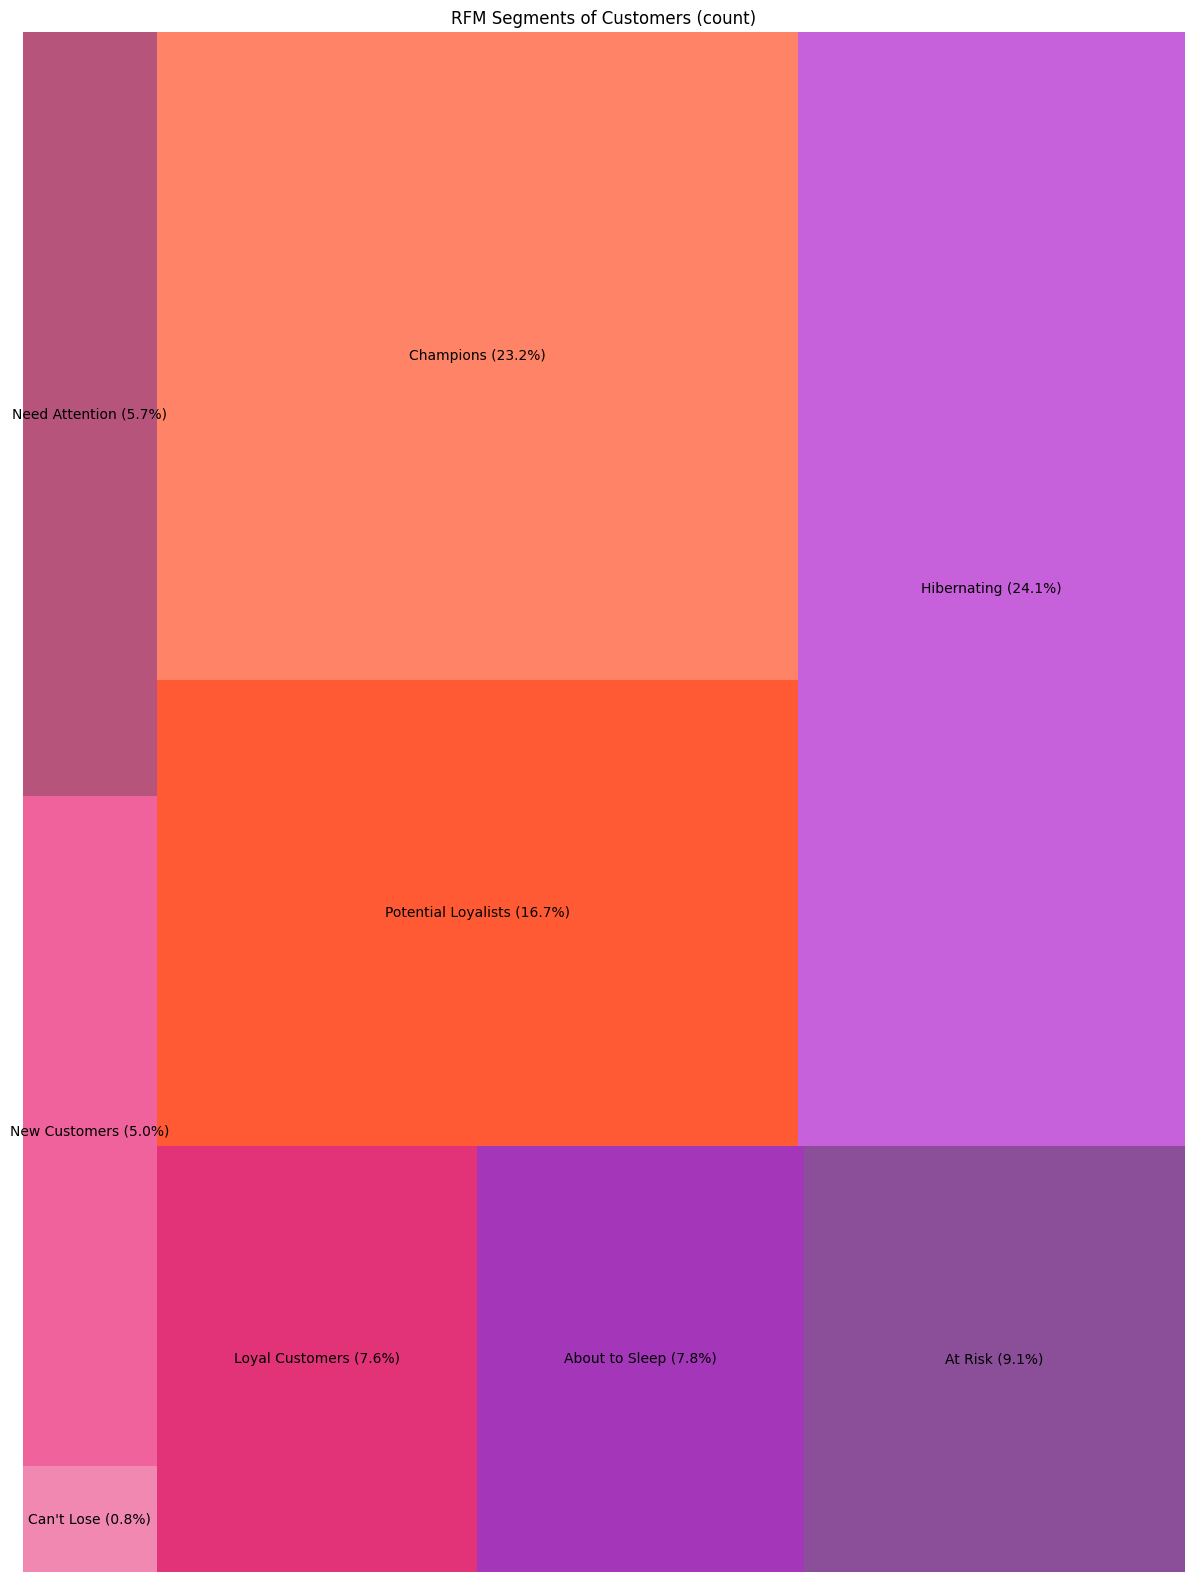 RFM Segments of Customers (count)
Champions (23.2%)
Need Attention (5.7%)
Hibernating (24.1%)
Potential Loyalists (16.7%)
New Customers (5.0%)
Loyal Customers (7.6%)
About to Sleep (7.8%)
At Risk (9.1%)
Can't Lose (0.8%)